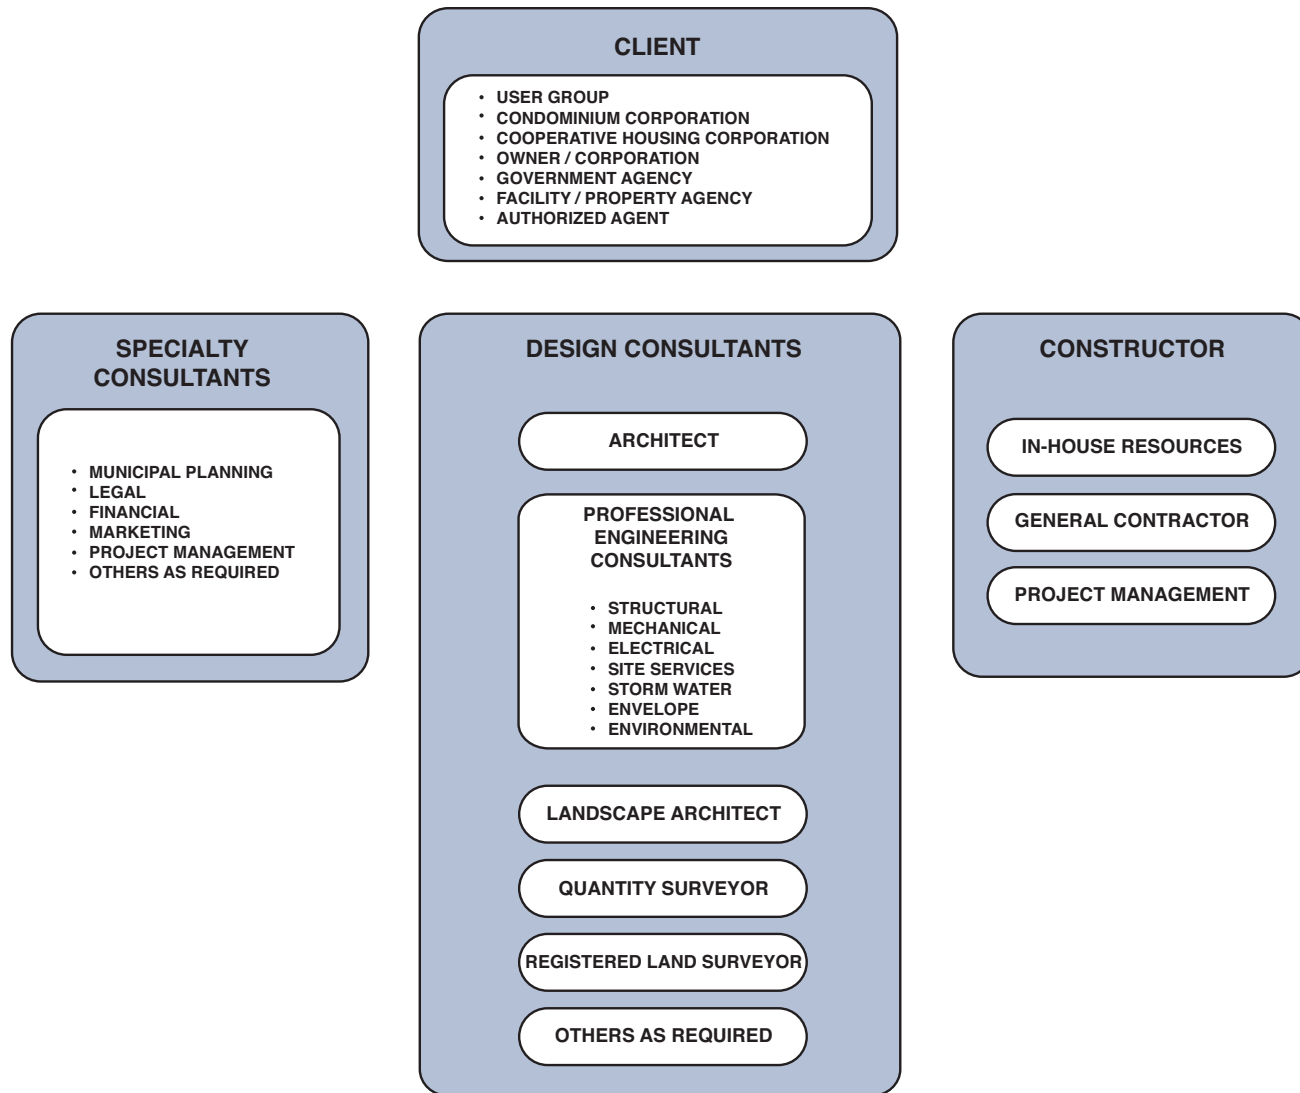 CLIENT
• USER GROUP
• CONDOMINIUM CORPORATION
• COOPERATIVE HOUSING CORPORATION
• OWNER / CORPORATION
• GOVERNMENT AGENCY
• FACILITY / PROPERTY AGENCY
• AUTHORIZED AGENT
SPECIALTY
CONSULTANTS
• MUNICIPAL PLANNING
• LEGAL
• FINANCIAL
• MARKETING
• PROJECT MANAGEMENT
• OTHERS AS REQUIRED
DESIGN CONSULTANTS
ARCHITECT
PROFESSIONAL
ENGINEERING
CONSULTANTS
• STRUCTURAL
• MECHANICAL
• ELECTRICAL
• SITE SERVICES
• STORM WATER
• ENVELOPE
• ENVIRONMENTAL
LANDSCAPE ARCHITECT
QUANTITY SURVEYOR
REGISTERED LAND SURVEYOR
OTHERS AS REQUIRED
CONSTRUCTOR
IN-HOUSE RESOURCES
GENERAL CONTRACTOR
PROJECT MANAGEMENT